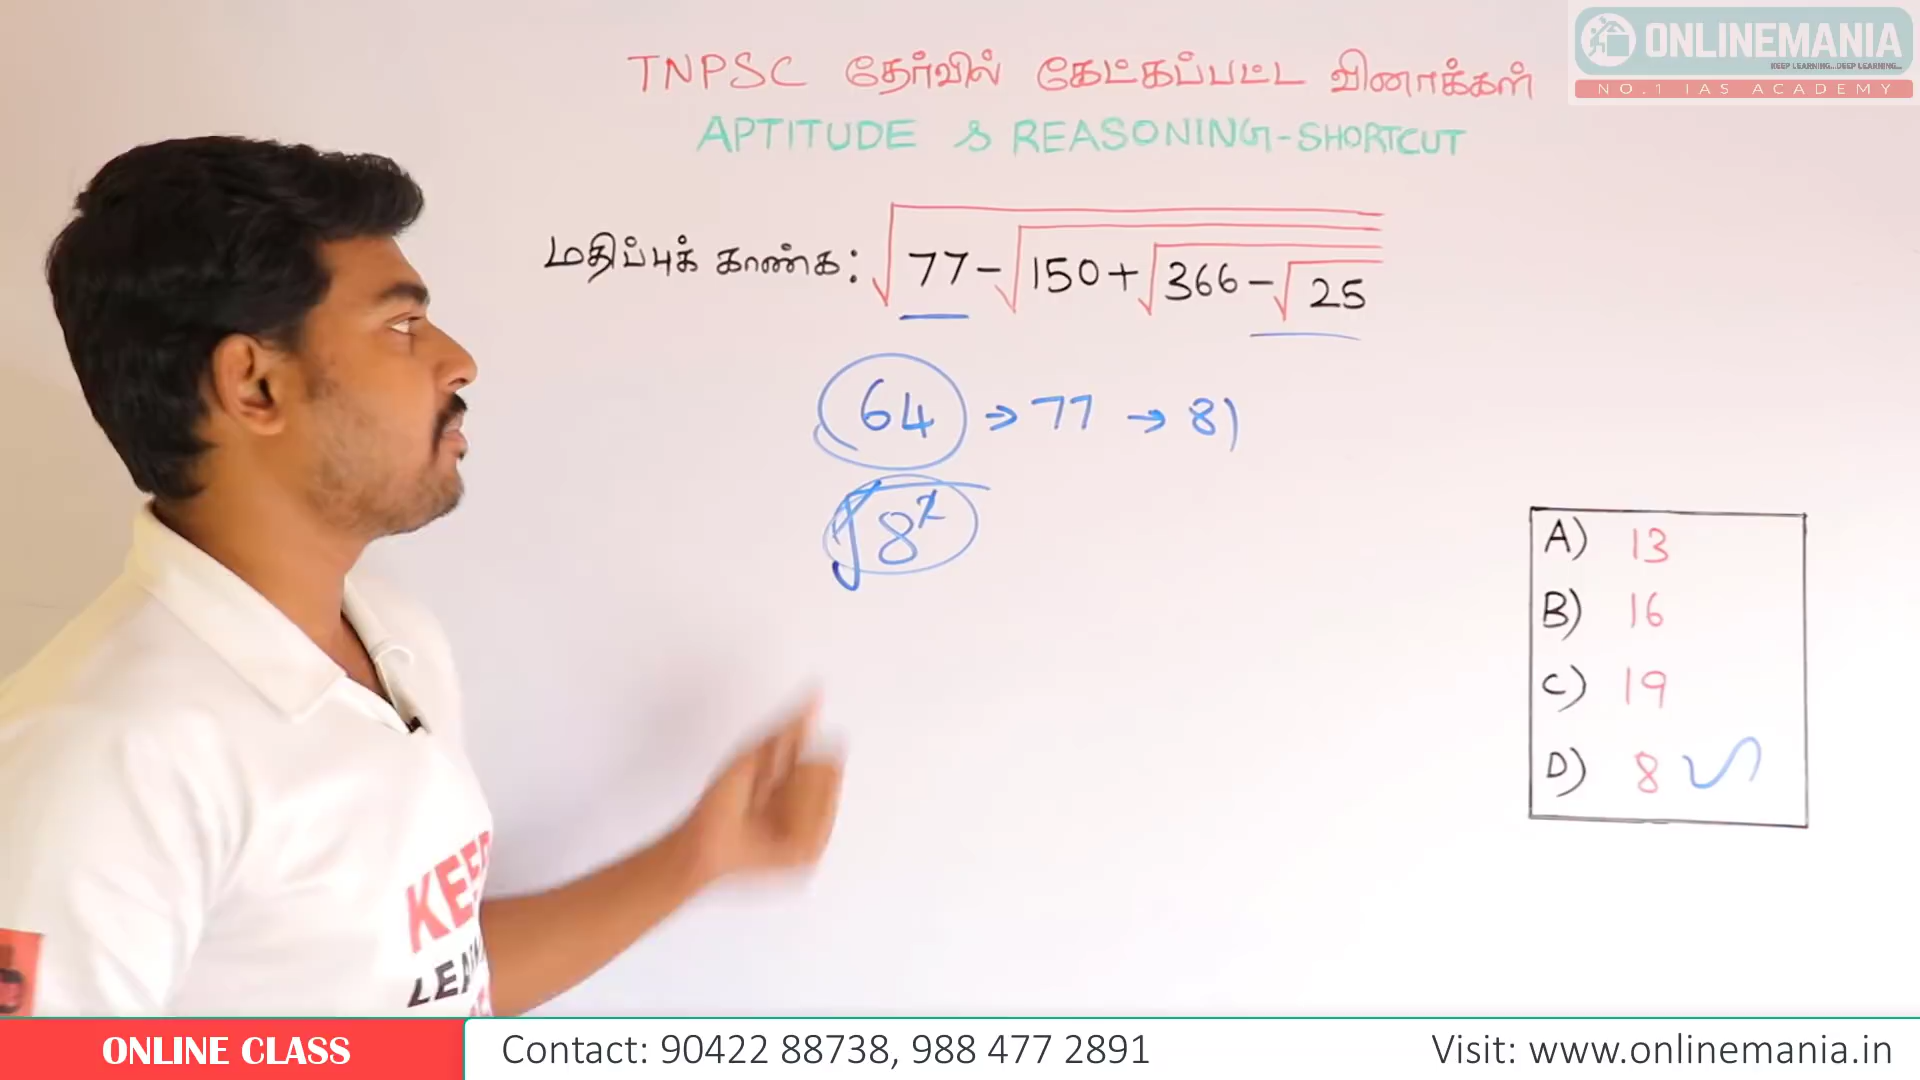 ONLINEMANIA
KEEP LEARNING...DEEP LEARNING...
NO.1 IAS ACADEMY
TNPSC தேர்வில் கேட்கப்பட்ட வினாக்கள்
APTITUDE & REASONING-SHORTCUT
மதிப்புக் காண்க: √77-√150+√366-√25
64 → 77 → 81
√8²
A) 13
B) 16
C) 19
D) 8
KEEP
LEA
ONLINE CLASS
Contact: 90422 88738, 988 477 2891
Visit: www.onlinemania.in